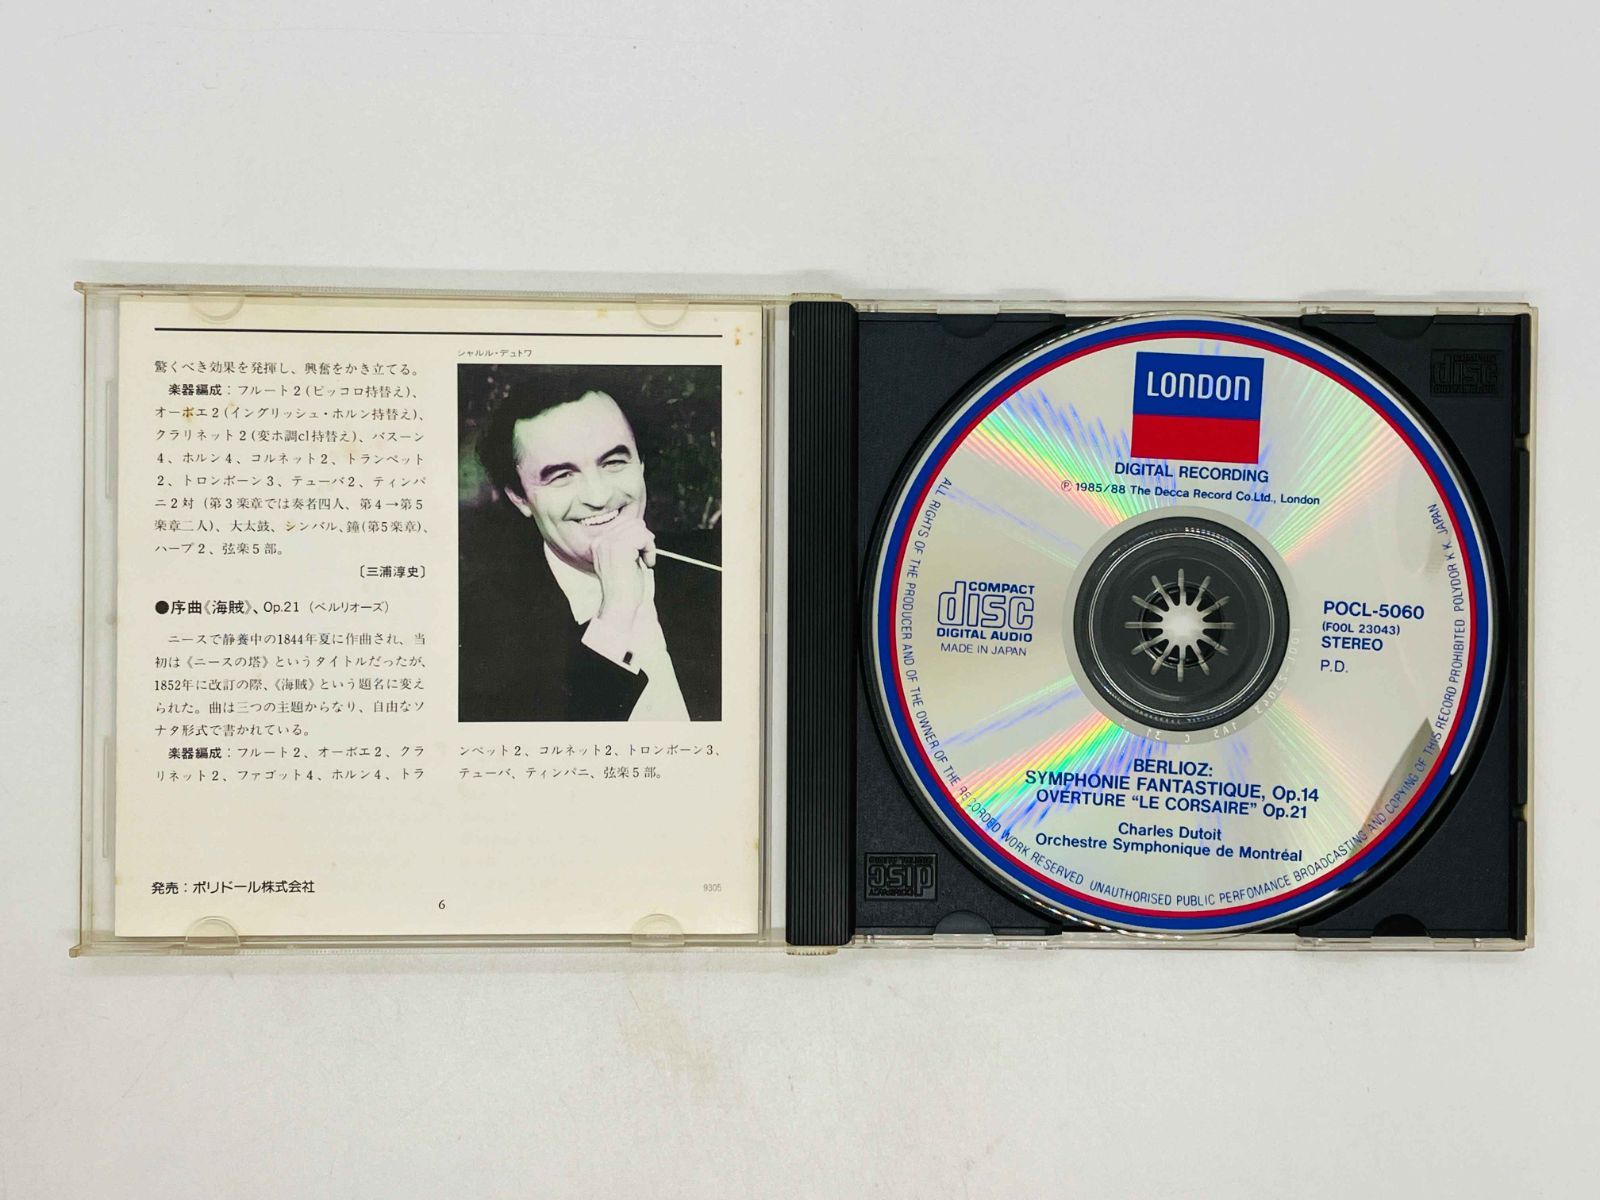 驚くべき効果を発揮し、興奮をかき立てる。
楽器編成：フルート2(ピッコロ持替え)、
オーボエ2(イングリッシュ・ホルン持替え)、
クラリネット2(変ホ調cl持替え)、バスーン
4、ホルン4、コルネット2、トランペット
2、トロンボーン3、テューバ2、ティンパ
ニ2対（第3楽章では奏者四人、第4→第5
楽章二人)、大太鼓、シンバル、鐘(第5楽章)、
ハープ2、弦楽5部。
〔三浦淳史〕
●序曲《海賊》、Op.21（ベルリオーズ）
ニースで静養中の1844年夏に作曲され、当
初は《ニースの塔》というタイトルだったが、
1852年に改訂の際、《海賊》という題名に変え
られた。曲は三つの主題からなり、自由なソ
ナタ形式で書かれている。
楽器編成：フルート2、オーボエ2、クラ
リネット2、ファゴット4、ホルン4、トラ
シャルル・デュトワ
ンペット2、コルネット2、トロンボーン3、
テューバ、ティンパニ、弦楽5部。
発売：ポリドール株式会社
9305
6
LONDON
DIGITAL RECORDING
Ⓟ 1985/88 The Decca Record Co.Ltd., London
COMPACT
disc
DIGITAL AUDIO
MADE IN JAPAN
POCL-5060
(F00L 23043)
STEREO
P.D.
BERLIOZ:
SYMPHONIE FANTASTIQUE, Op.14
OVERTURE "LE CORSAIRE" Op.21
Charles Dutoit
Orchestre Symphonique de Montréal
ALL RIGHTS OF THE PRODUCER AND OF THE OWNER OF THE RECORDED WORK RESERVED. UNAUTHORISED PUBLIC PERFOMANCE BROADCASTING AND COPYING OF THIS RECORD PROHIBITED POLYDOR K.K. JAPAN
COMPACT
disc
DIGITAL AUDIO
COMPACT
disc
DIGITAL AUDIO